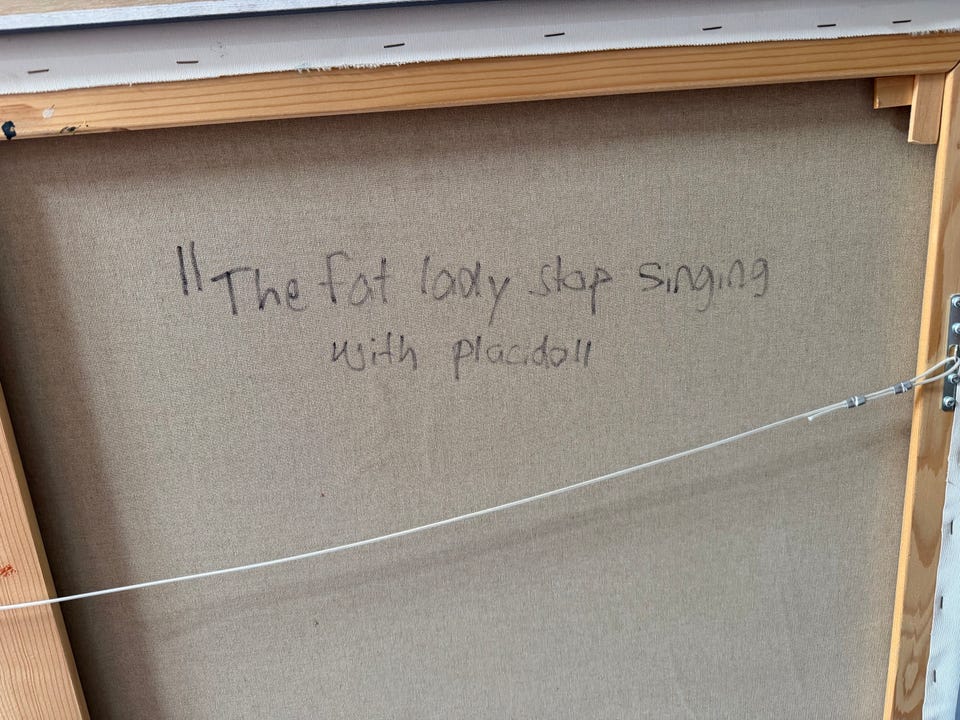 "The fat lady stop singing
with placido"